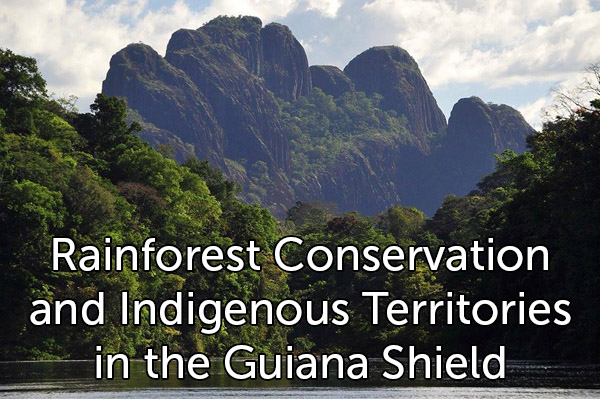 Rainforest Conservation
and Indigenous Territories
in the Guiana Shield